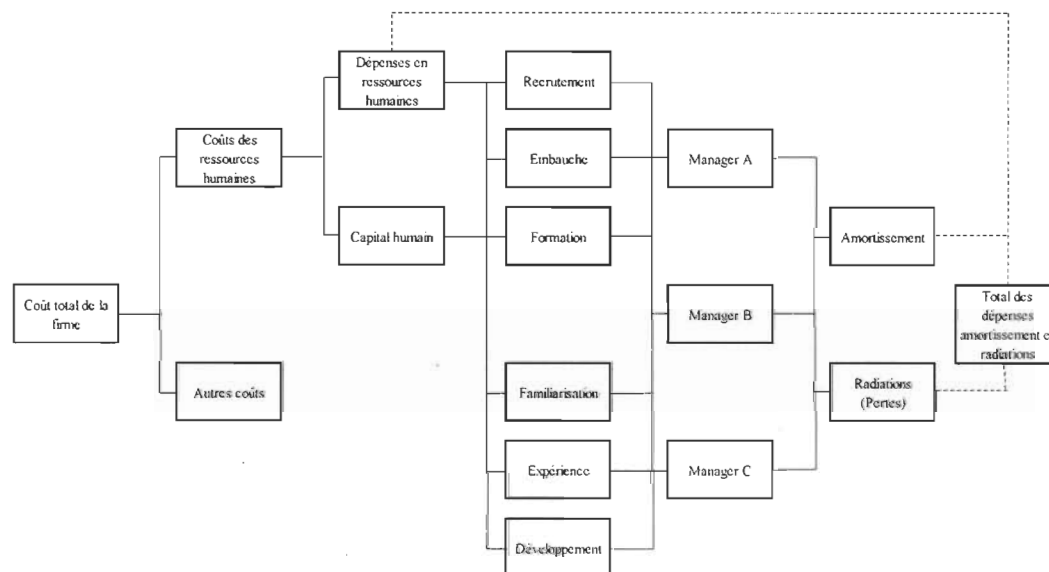 Dépenses en
ressources
humaines
Recrutement
Coûts des
ressources
humaines
Embauche
Manager A
Capital humain
Formation
Amortissement
Coût total de la
firme
Manager B
Total des
dépenses
amortissement e
radiations
Autres coûts
Familiarisation
Radiations
(Pertes)
Expérience
Manager C
Développement